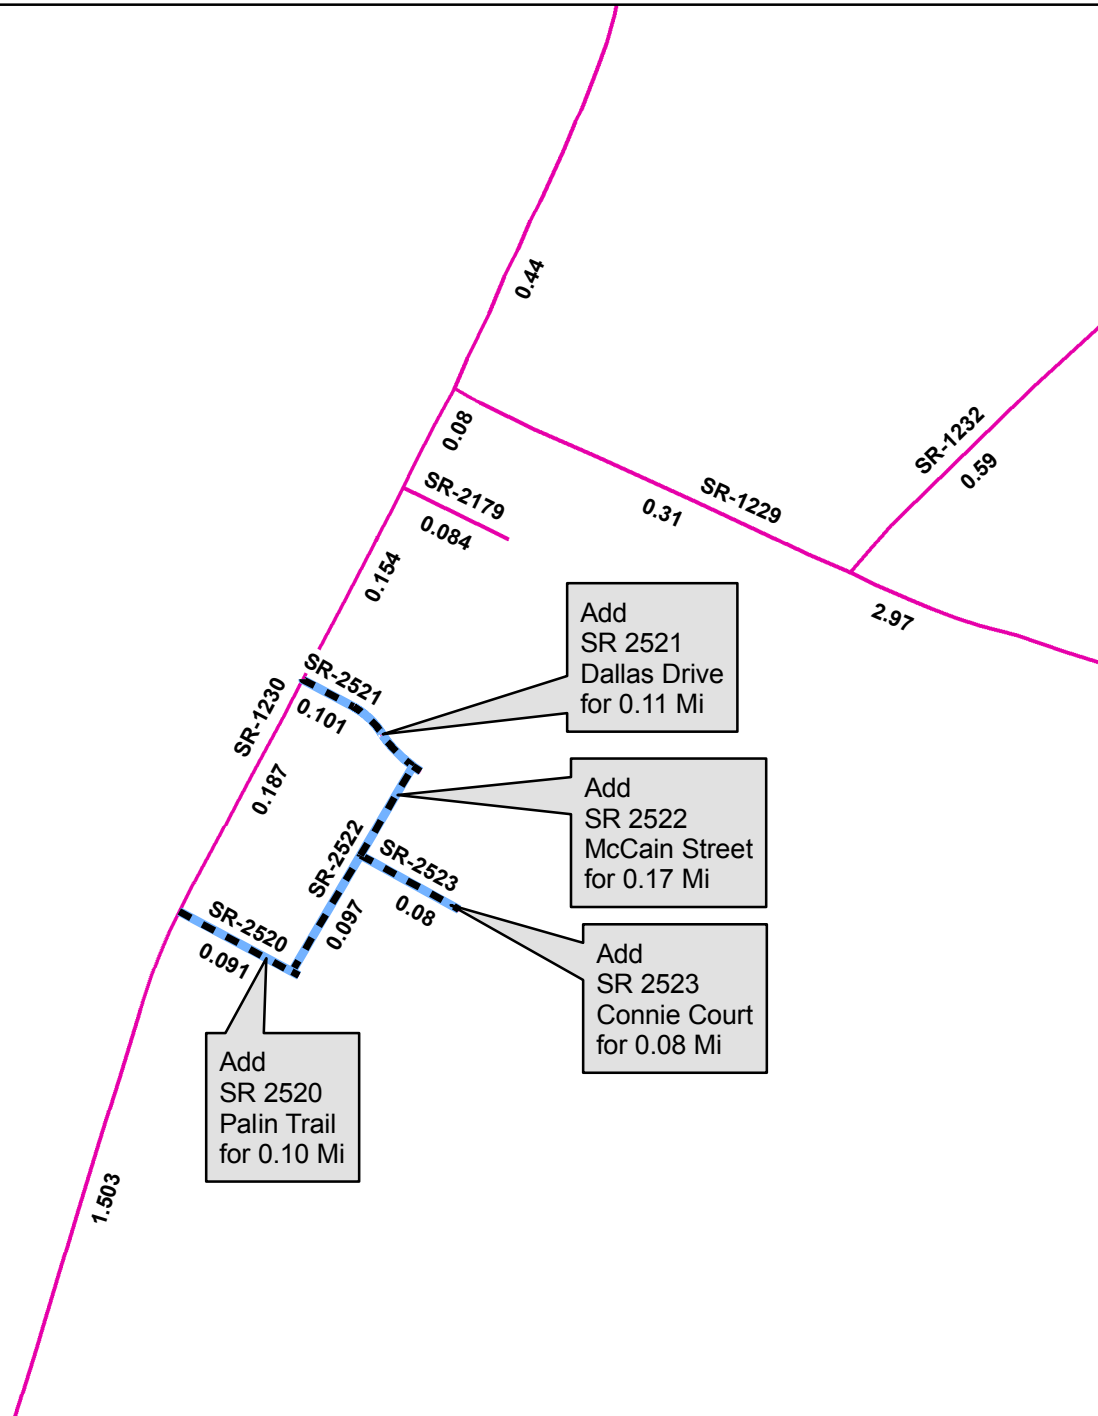 0.44
0.08
SR-1232
0.59
SR-2179
0.084
SR-1229
0.31
0.154
2.97
Add
SR 2521
Dallas Drive
for 0.11 Mi
SR-2521
0.101
SR-1230
0.187
Add
SR 2522
McCain Street
for 0.17 Mi
SR-2522
0.097
SR-2523
0.08
SR-2520
0.091
Add
SR 2523
Connie Court
for 0.08 Mi
Add
SR 2520
Palin Trail
for 0.10 Mi
1.503